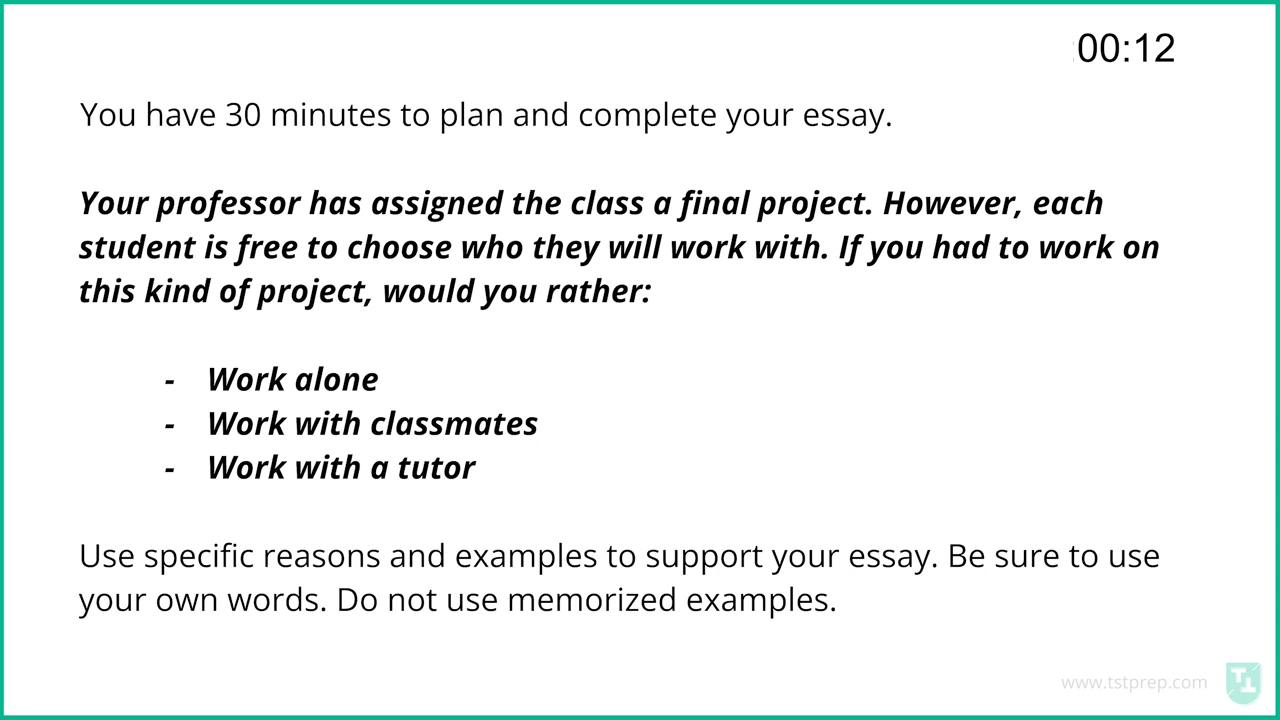 00:12
You have 30 minutes to plan and complete your essay.
Your professor has assigned the class a final project. However, each
student is free to choose who they will work with. If you had to work on
this kind of project, would you rather:
- Work alone
- Work with classmates
- Work with a tutor
Use specific reasons and examples to support your essay. Be sure to use
your own words. Do not use memorized examples.
www.tstprep.com